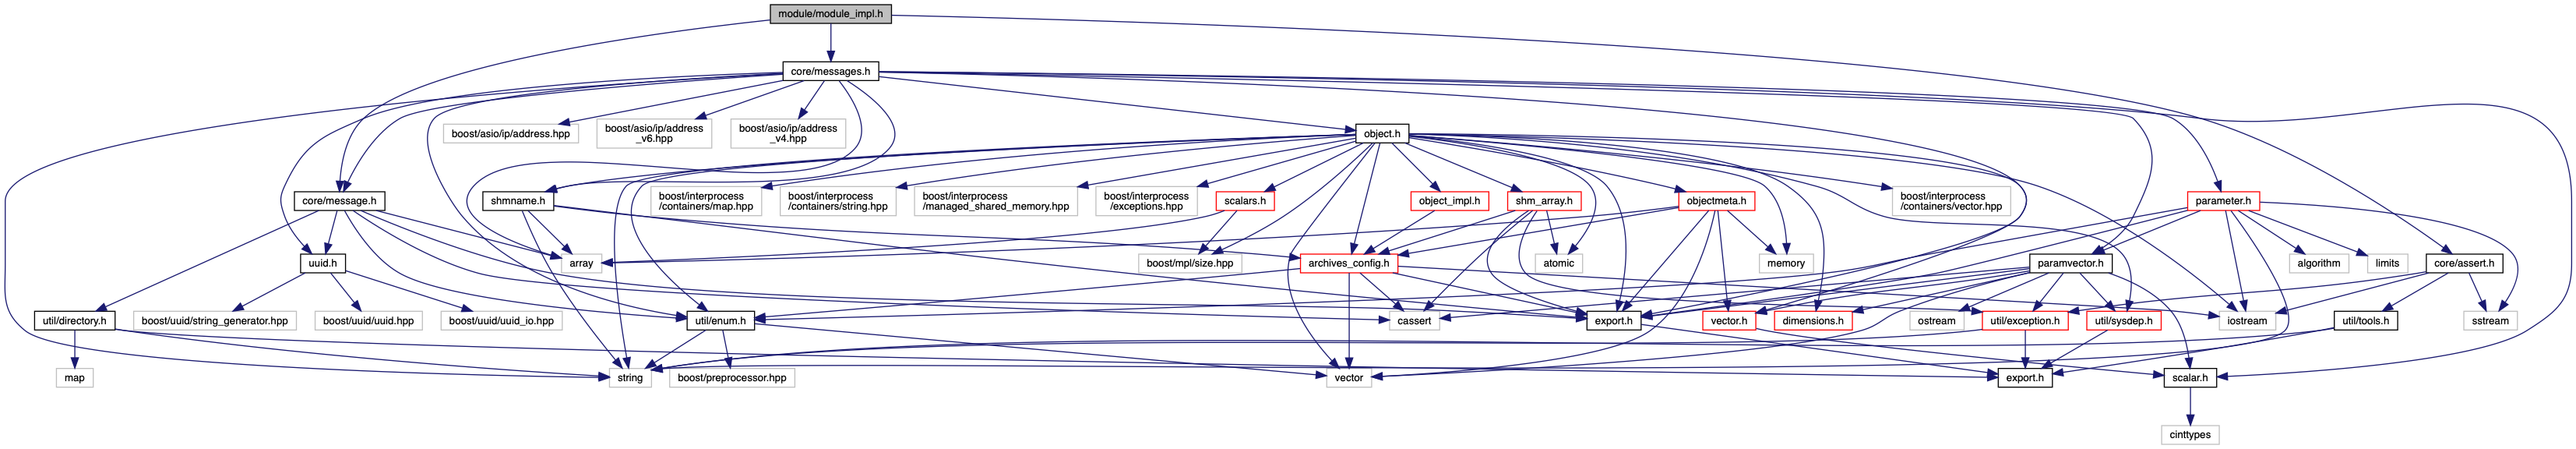 module/module_impl.h
core/messages.h
boost/asio/ip/address.hpp
boost/asio/ip/address
_v6.hpp
boost/asio/ip/address
_v4.hpp
object.h
core/message.h
shmname.h
boost/interprocess
/containers/map.hpp
boost/interprocess
/containers/string.hpp
boost/interprocess
/managed_shared_memory.hpp
boost/interprocess
/exceptions.hpp
scalars.h
object_impl.h
shm_array.h
objectmeta.h
boost/interprocess
/containers/vector.hpp
parameter.h
uuid.h
array
boost/mpl/size.hpp
archives_config.h
atomic
memory
paramvector.h
algorithm
limits
core/assert.h
util/directory.h
boost/uuid/string_generator.hpp
boost/uuid/uuid.hpp
boost/uuid/uuid_io.hpp
util/enum.h
cassert
export.h
vector.h
dimensions.h
ostream
util/exception.h
util/sysdep.h
iostream
util/tools.h
sstream
map
string
boost/preprocessor.hpp
vector
export.h
scalar.h
cinttypes